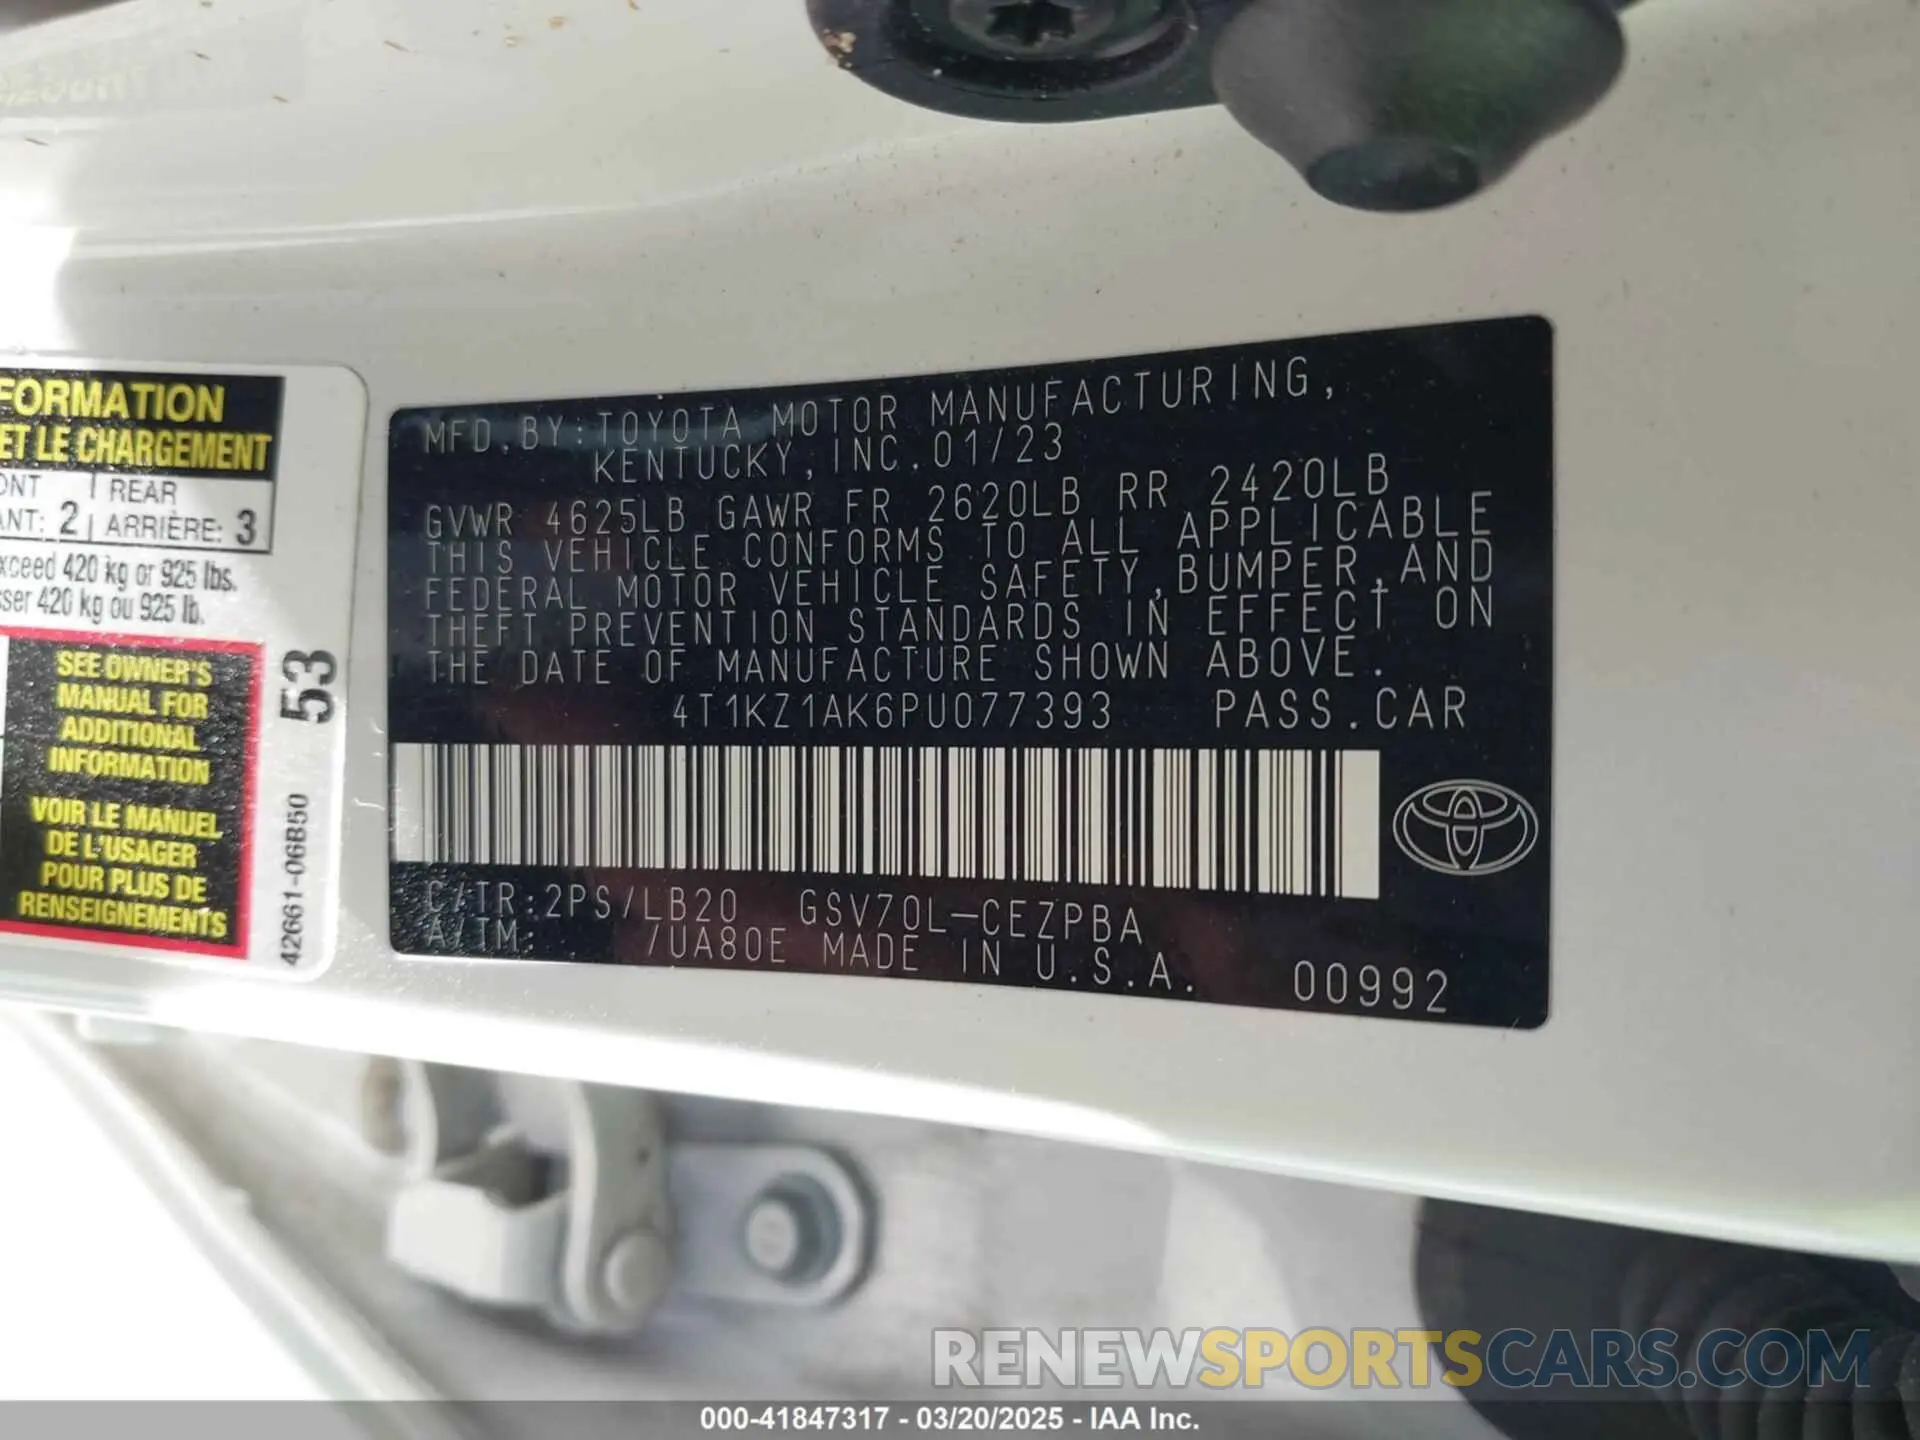 FORMATION
ET LE CHARGEMENT
ONT 2 REAR
ANT: ARRIÈRE: 3
xceed 420 kg or 925 lbs.
sser 420 kg ou 925 lb.
SEE OWNER'S
MANUAL FOR
ADDITIONAL
INFORMATION
VOIR LE MANUEL
DE L'USAGER
POUR PLUS DE
RENSEIGNEMENTS
53
42661-06B50
MFD.BY:TOYOTA MOTOR MANUFACTURING,
KENTUCKY,INC.01/23
GVWR 4625LB GAWR FR 2620LB RR 2420LB
THIS VEHICLE CONFORMS TO ALL APPLICABLE
FEDERAL MOTOR VEHICLE SAFETY,BUMPER,AND
THEFT PREVENTION STANDARDS IN EFFECT ON
THE DATE OF MANUFACTURE SHOWN ABOVE.
4T1KZ1AK6PU077393 PASS.CAR
C/TR:2PS/LB20 GSV70L-CEZPBA
A/TM: /UA80E MADE IN U.S.A.
00992
RENEWSPORTSCARS.COM
000-41847317 - 03/20/2025 - IAA Inc.